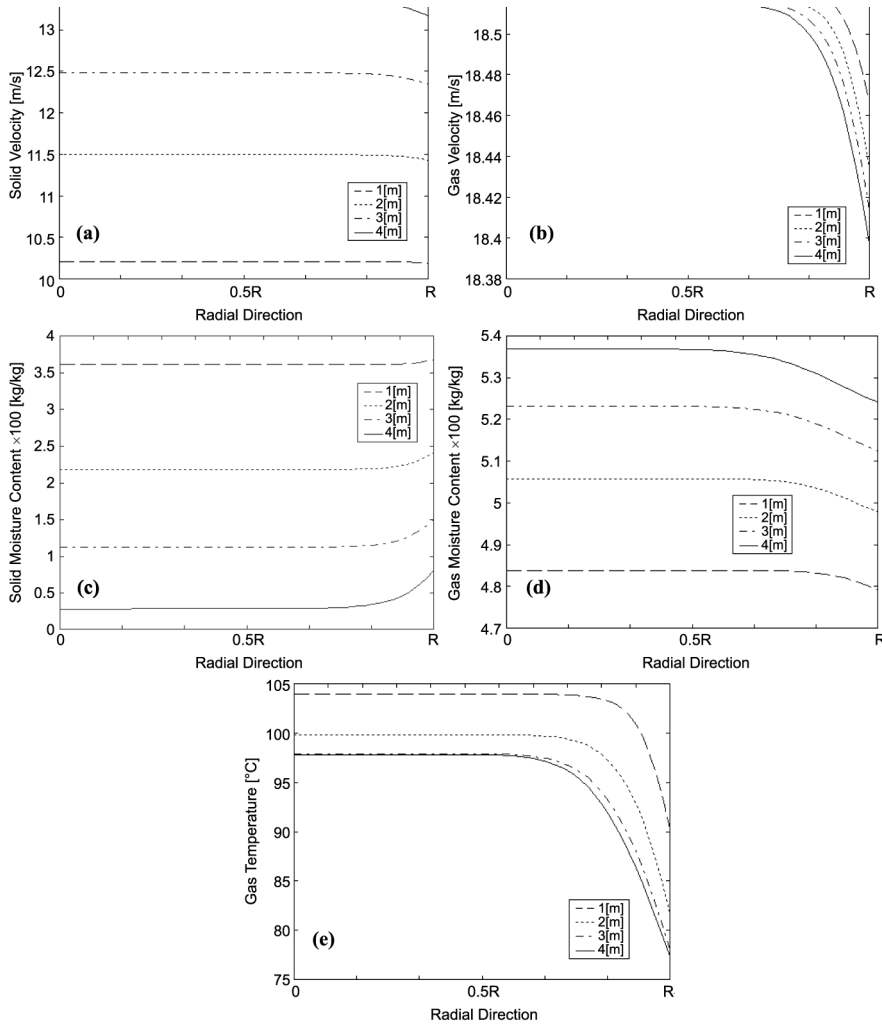 Solid Velocity [m/s]
13
12.5
12
11.5
11
10.5
10
0
0.5R
R
Radial Direction
1[m]
2[m]
3[m]
4[m]
(a)
Gas Velocity [m/s]
18.5
18.48
18.46
18.44
18.42
18.4
18.38
0
0.5R
R
Radial Direction
1[m]
2[m]
3[m]
4[m]
(b)
Solid Moisture Content ×100 [kg/kg]
4
3.5
3
2.5
2
1.5
1
0.5
0
0
0.5R
R
Radial Direction
1[m]
2[m]
3[m]
4[m]
(c)
Gas Moisture Content ×100 [kg/kg]
5.4
5.3
5.2
5.1
5
4.9
4.8
4.7
0
0.5R
R
Radial Direction
1[m]
2[m]
3[m]
4[m]
(d)
Gas Temperature [°C]
105
100
95
90
85
80
75
0
0.5R
R
Radial Direction
1[m]
2[m]
3[m]
4[m]
(e)